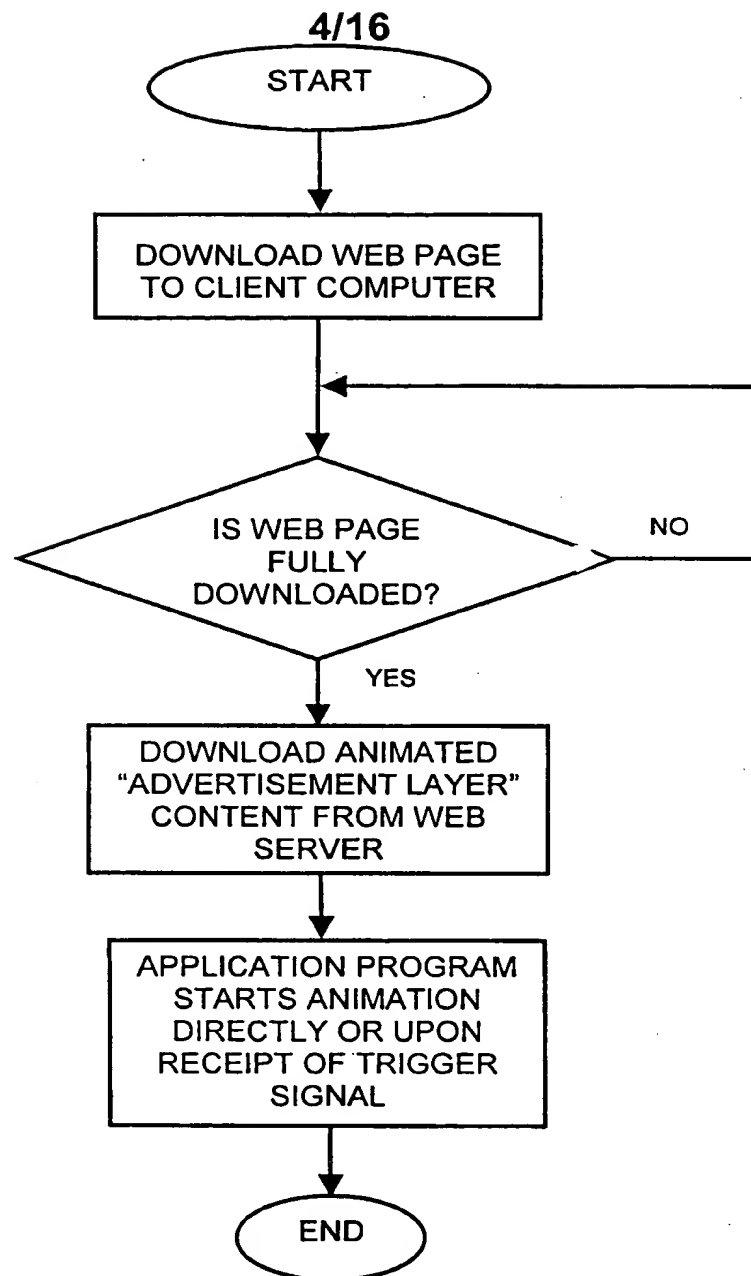 4/16
START
DOWNLOAD WEB PAGE
TO CLIENT COMPUTER
IS WEB PAGE
FULLY
DOWNLOADED?
NO
YES
DOWNLOAD ANIMATED
“ADVERTISEMENT LAYER”
CONTENT FROM WEB
SERVER
APPLICATION PROGRAM
STARTS ANIMATION
DIRECTLY OR UPON
RECEIPT OF TRIGGER
SIGNAL
END